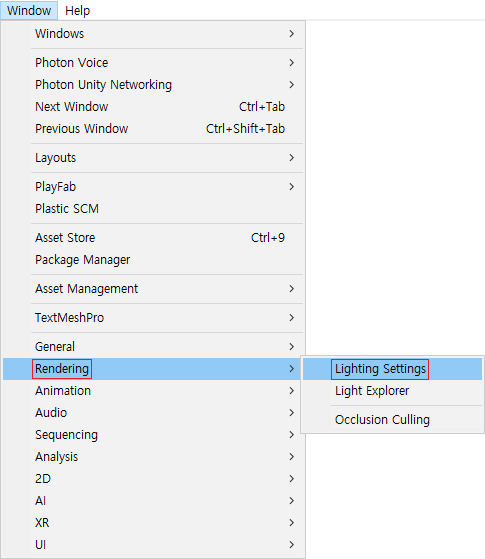 Window Help
Windows
Photon Voice
Photon Unity Networking
Next Window Ctrl+Tab
Previous Window Ctrl+Shift+Tab
Layouts
PlayFab
Plastic SCM
Asset Store Ctrl+9
Package Manager
Asset Management
TextMeshPro
General
Rendering Lighting Settings
Animation Light Explorer
Audio Occlusion Culling
Sequencing
Analysis
2D
AI
XR
UI